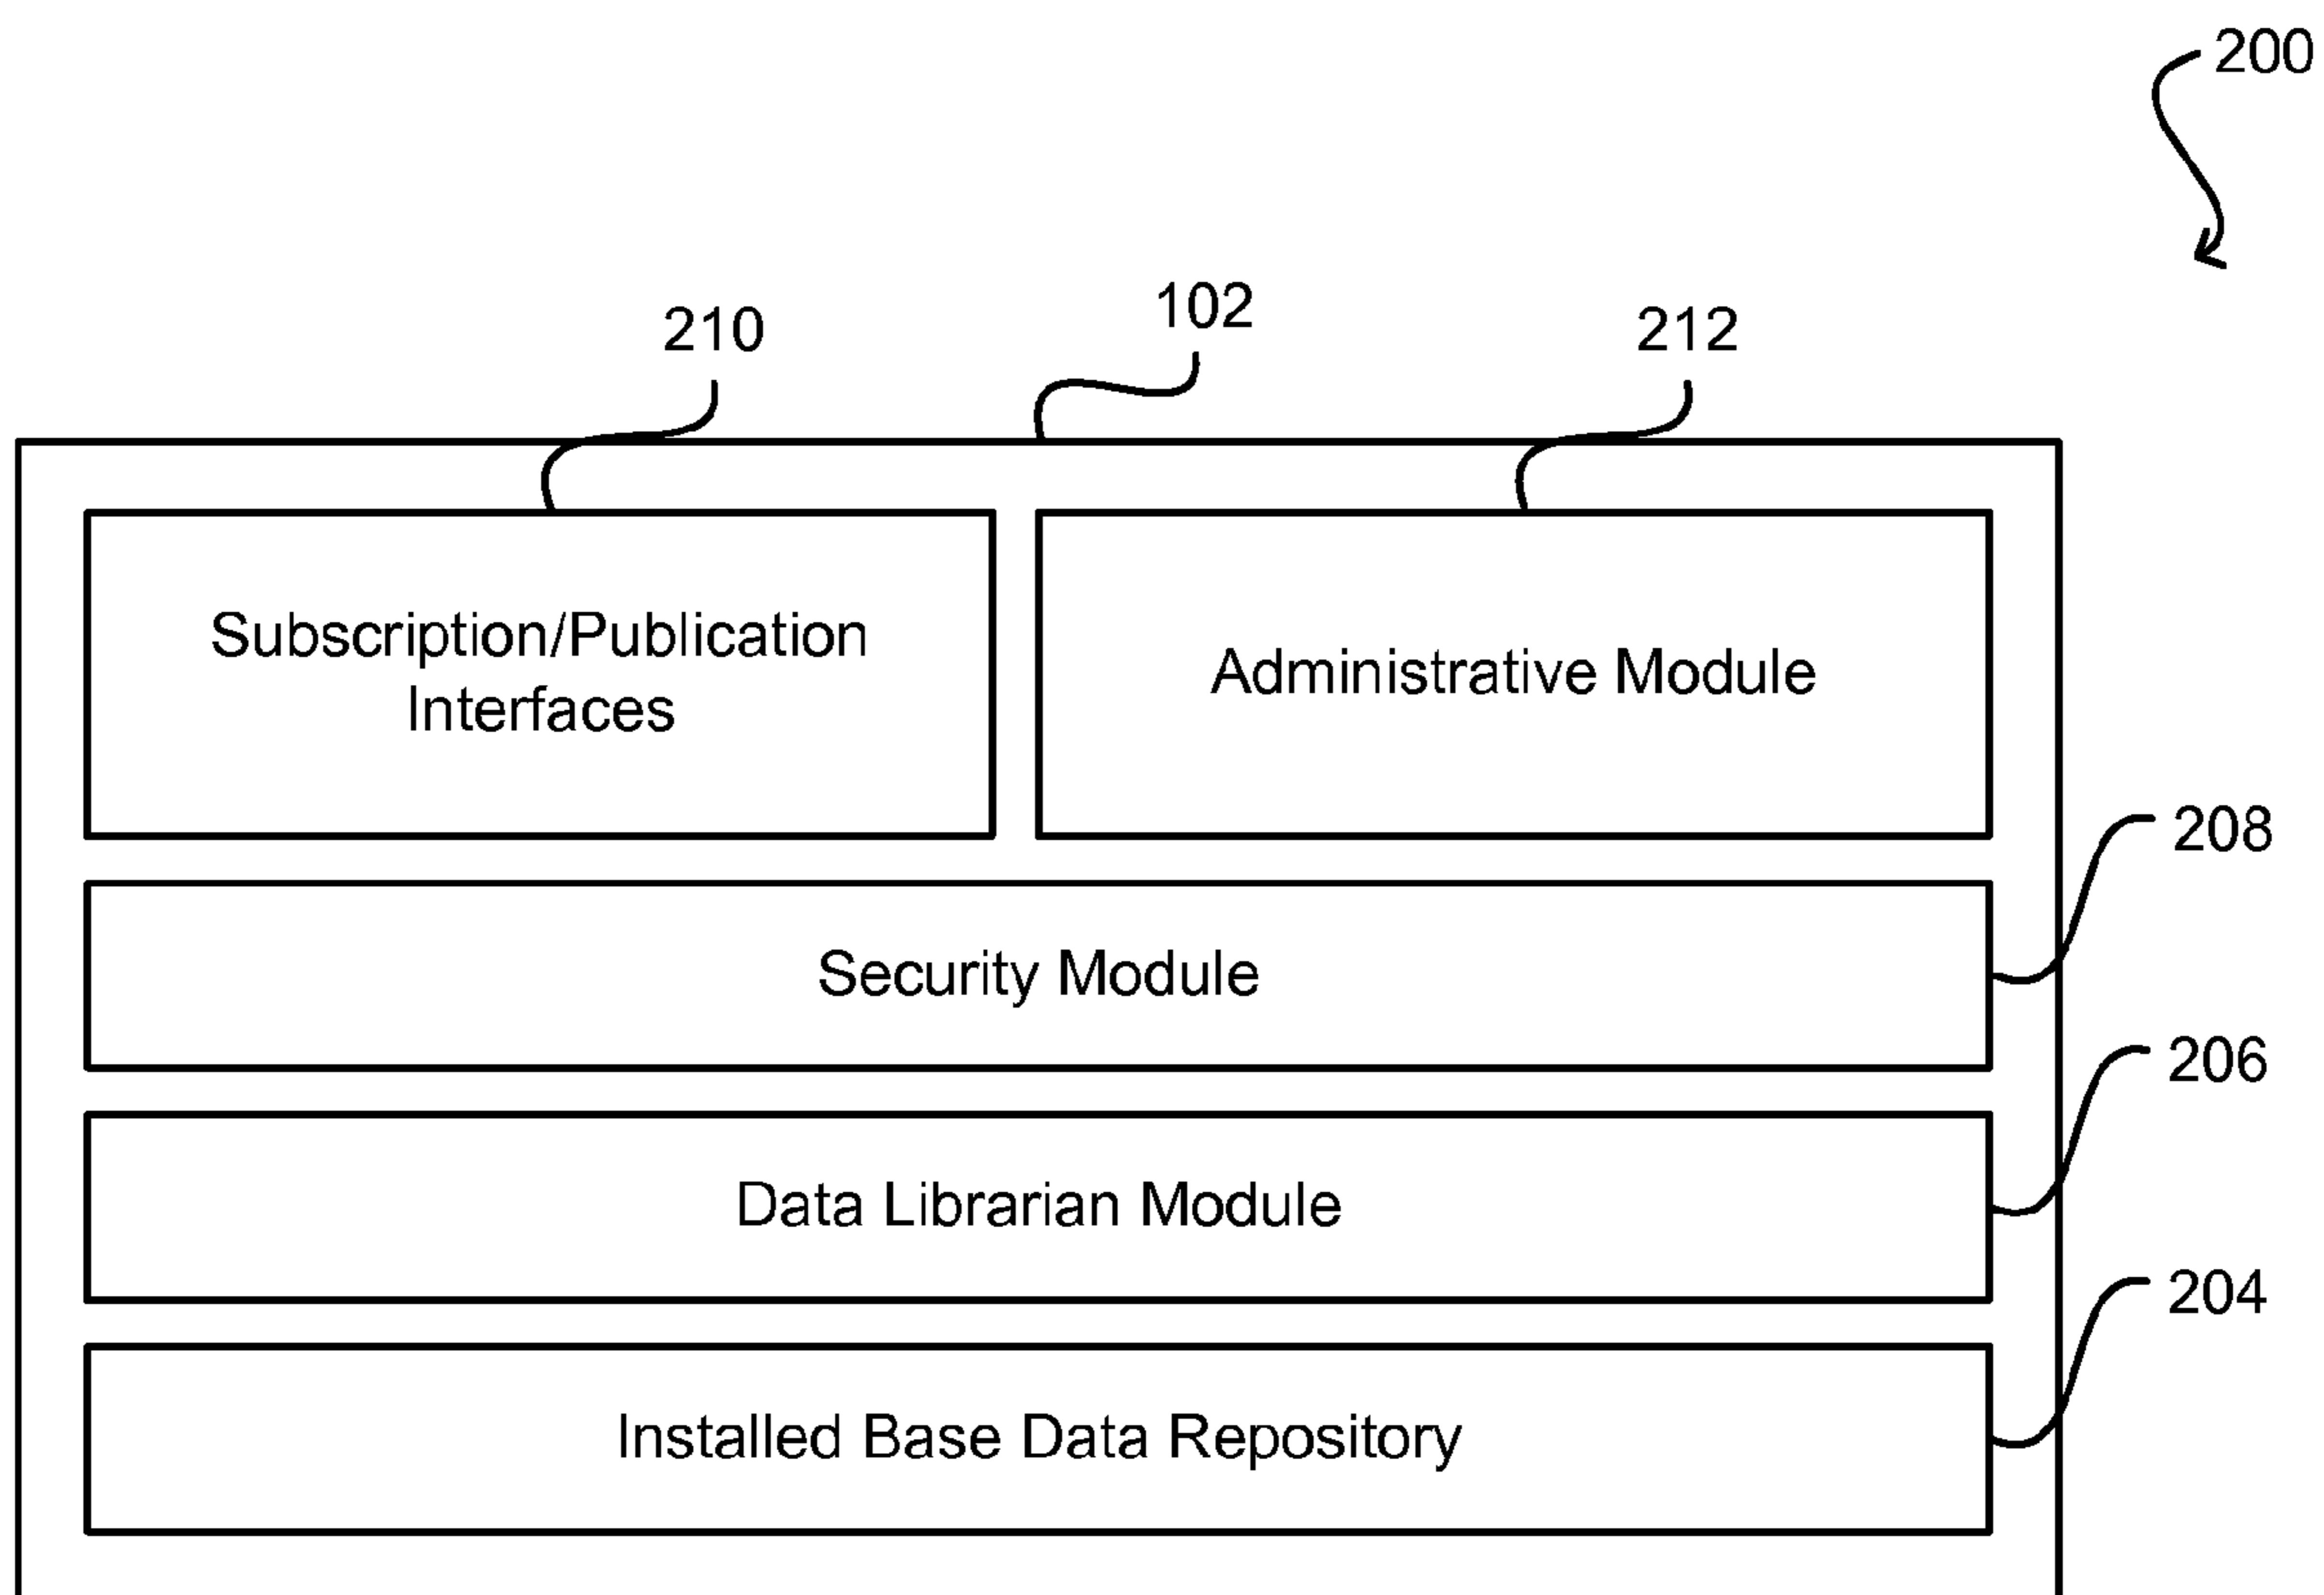 200
102
210
212
Subscription/Publication
Interfaces
Administrative Module
208
Security Module
206
Data Librarian Module
204
Installed Base Data Repository